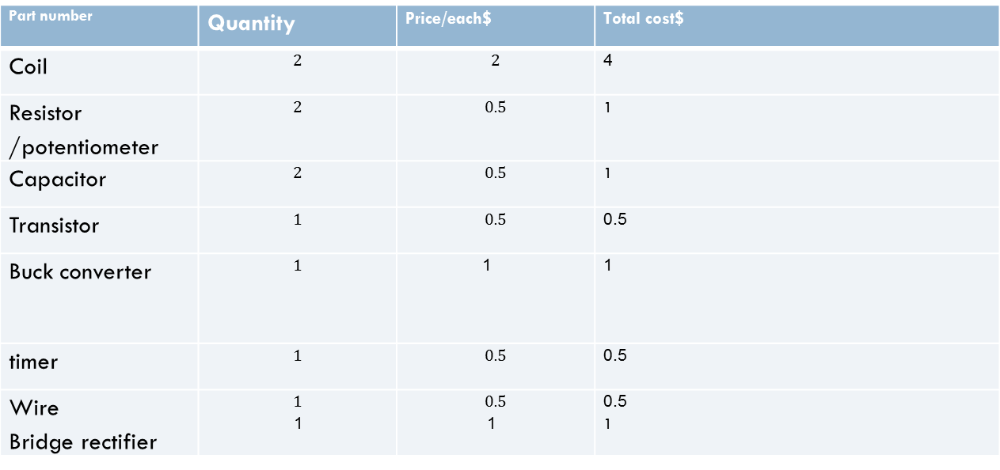 Part number Quantity Price/each$ Total cost$
Coil 2 2 4
Resistor 2 0.5 1
/potentiometer
Capacitor 2 0.5 1
Transistor 1 0.5 0.5
Buck converter 1 1 1
timer 1 0.5 0.5
Wire 1 0.5 0.5
Bridge rectifier 1 1 1